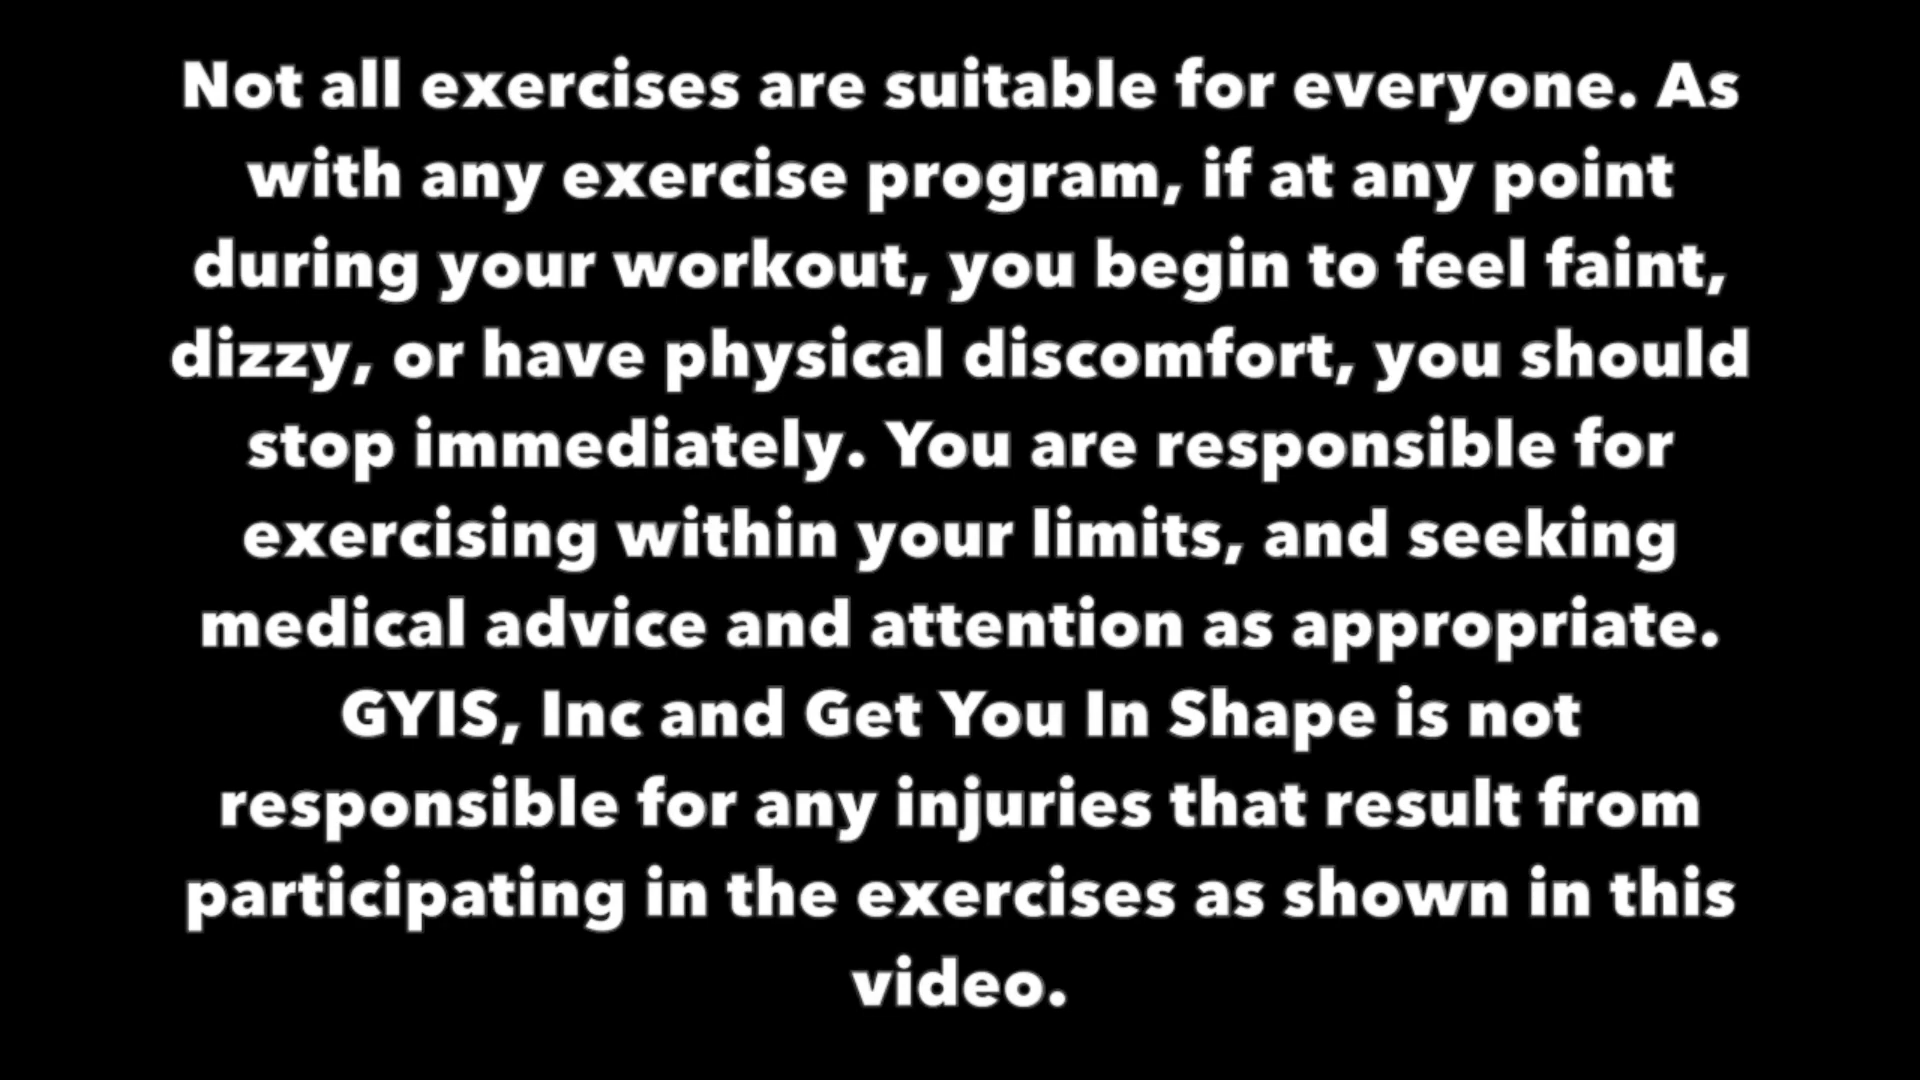 Not all exercises are suitable for everyone. As
with any exercise program, if at any point
during your workout, you begin to feel faint,
dizzy, or have physical discomfort, you should
stop immediately. You are responsible for
exercising within your limits, and seeking
medical advice and attention as appropriate.
GYIS, Inc and Get You In Shape is not
responsible for any injuries that result from
participating in the exercises as shown in this
video.